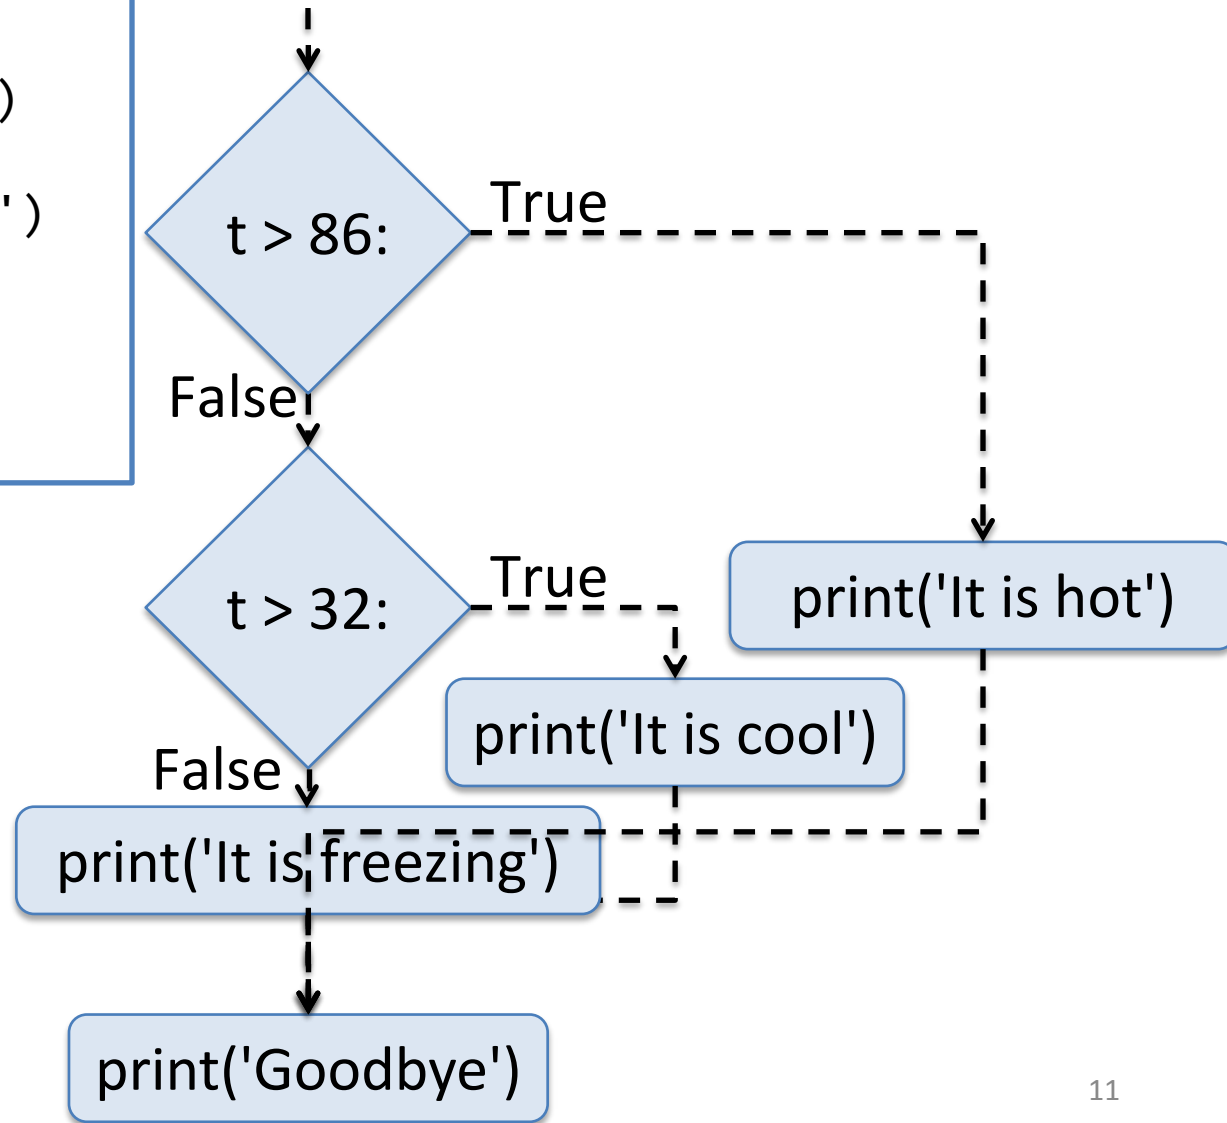 )
')
t > 86:
True
False
t > 32:
True
print('It is hot')
print('It is cool')
False
print('It is freezing')
print('Goodbye')
11